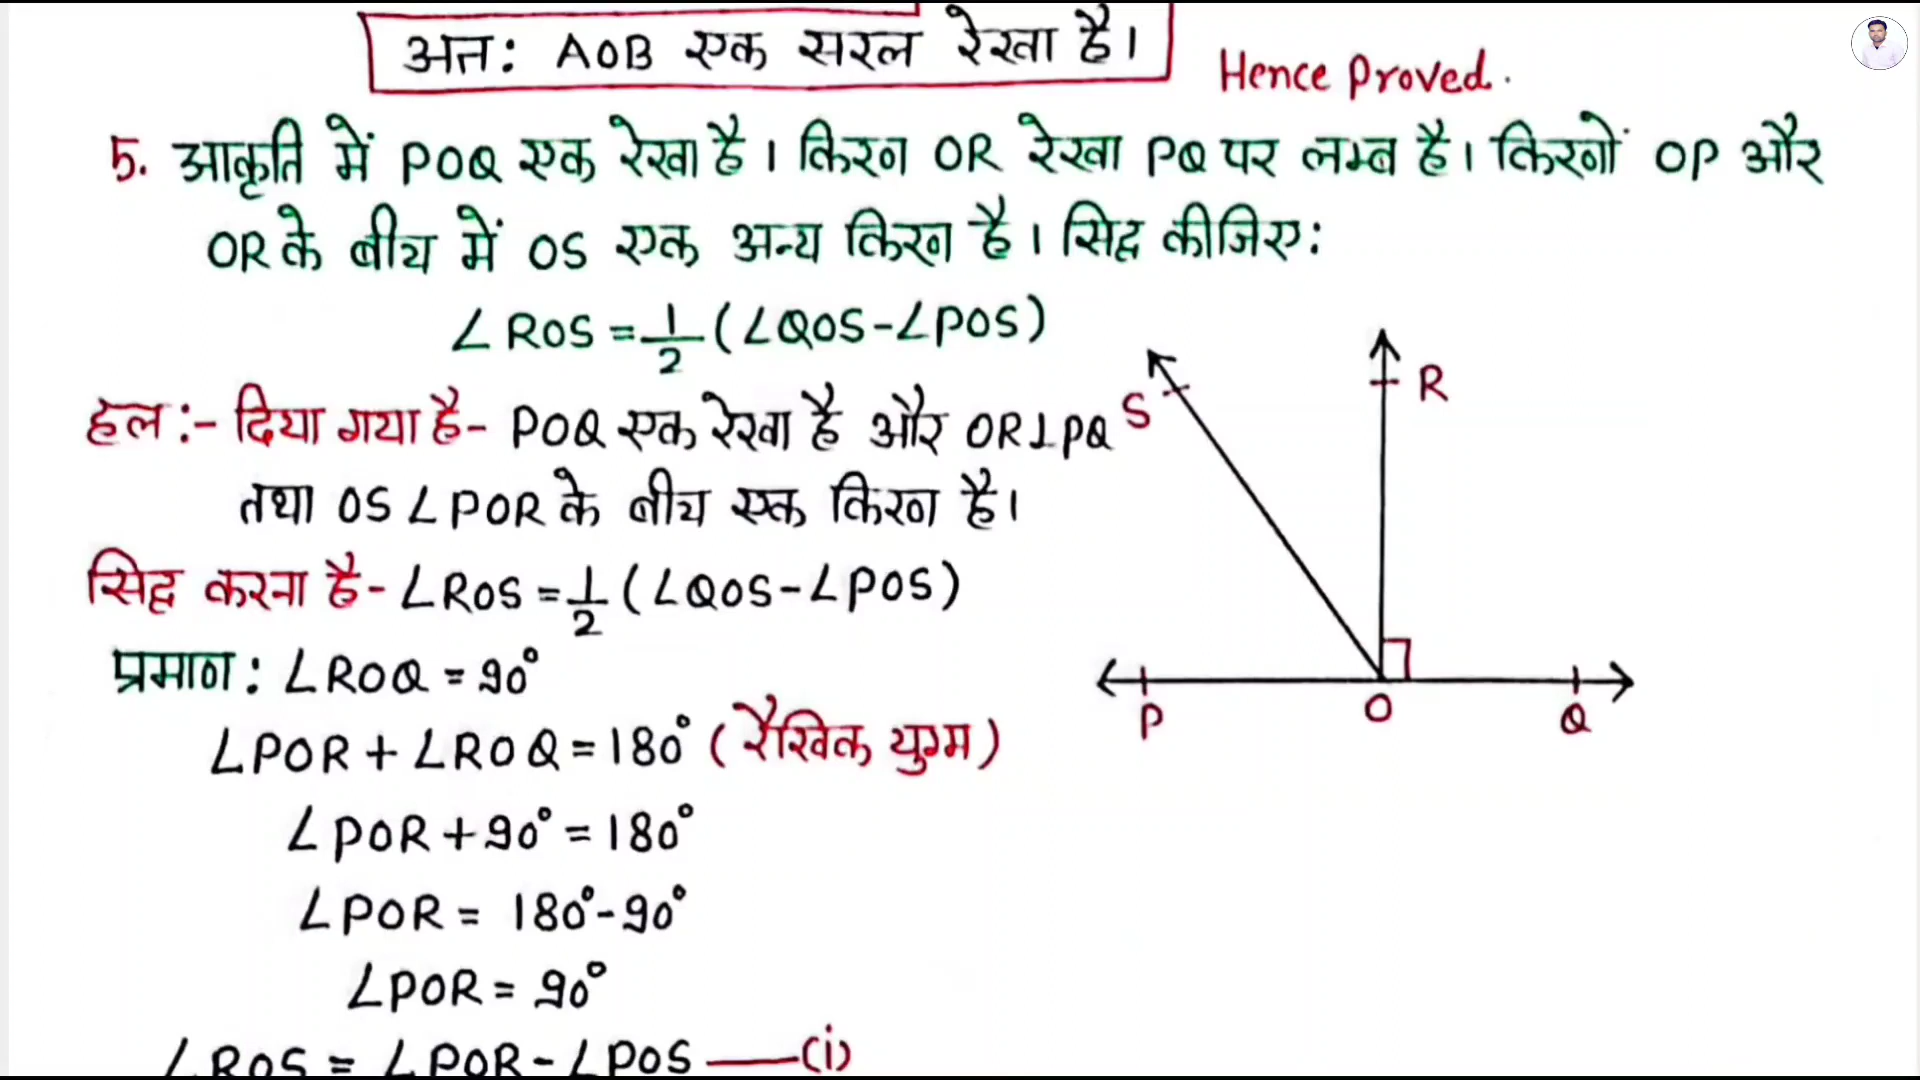 अतः AOB एक सरल रेखा है।
Hence Proved.
5. आकृति में POQ एक रेखा है। किरण OR रेखा PQ पर लम्ब है। किरणों OP और
OR के बीच में OS एक अन्य किरण है। सिद्ध कीजिए:
∠ROS = 1/2 (∠QOS - ∠POS)
हल :- दिया गया है- POQ एक रेखा है और OR⊥PQ
तथा OS ∠POR के बीच एक किरण है।
सिद्ध करना है- ∠ROS = 1/2 (∠QOS - ∠POS)
प्रमाण : ∠ROQ = 90°
∠POR + ∠ROQ = 180° (रैखिक युग्म)
∠POR + 90° = 180°
∠POR = 180° - 90°
∠POR = 90°
∠ROS = ∠POR - ∠POS ——(i)
S
R
P
O
Q